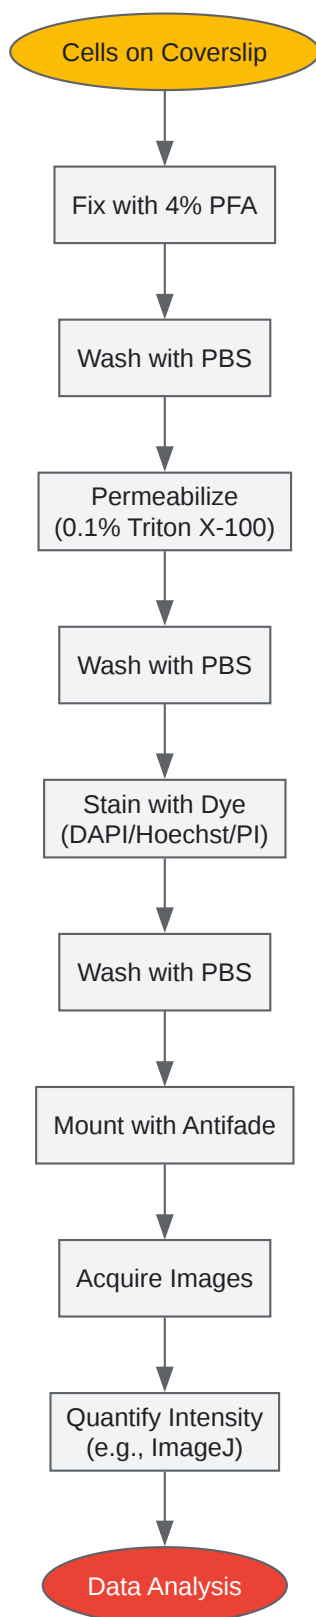 Cells on Coverslip
Fix with 4% PFA
Wash with PBS
Permeabilize
(0.1% Triton X-100)
Wash with PBS
Stain with Dye
(DAPI/Hoechst/PI)
Wash with PBS
Mount with Antifade
Acquire Images
Quantify Intensity
(e.g., ImageJ)
Data Analysis